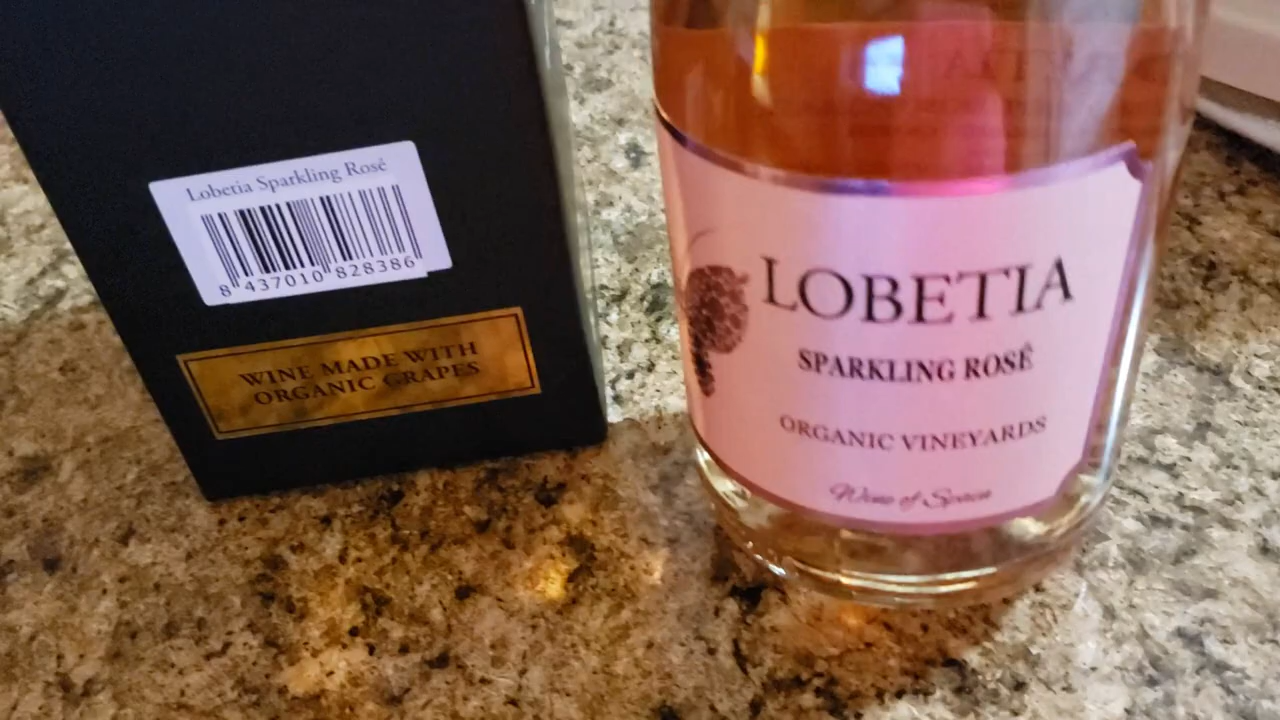 Lobetia Sparkling Rosé
8 437010 828386
WINE MADE WITH
ORGANIC GRAPES
LOBETIA
SPARKLING ROSÉ
ORGANIC VINEYARDS
Wine of Spain